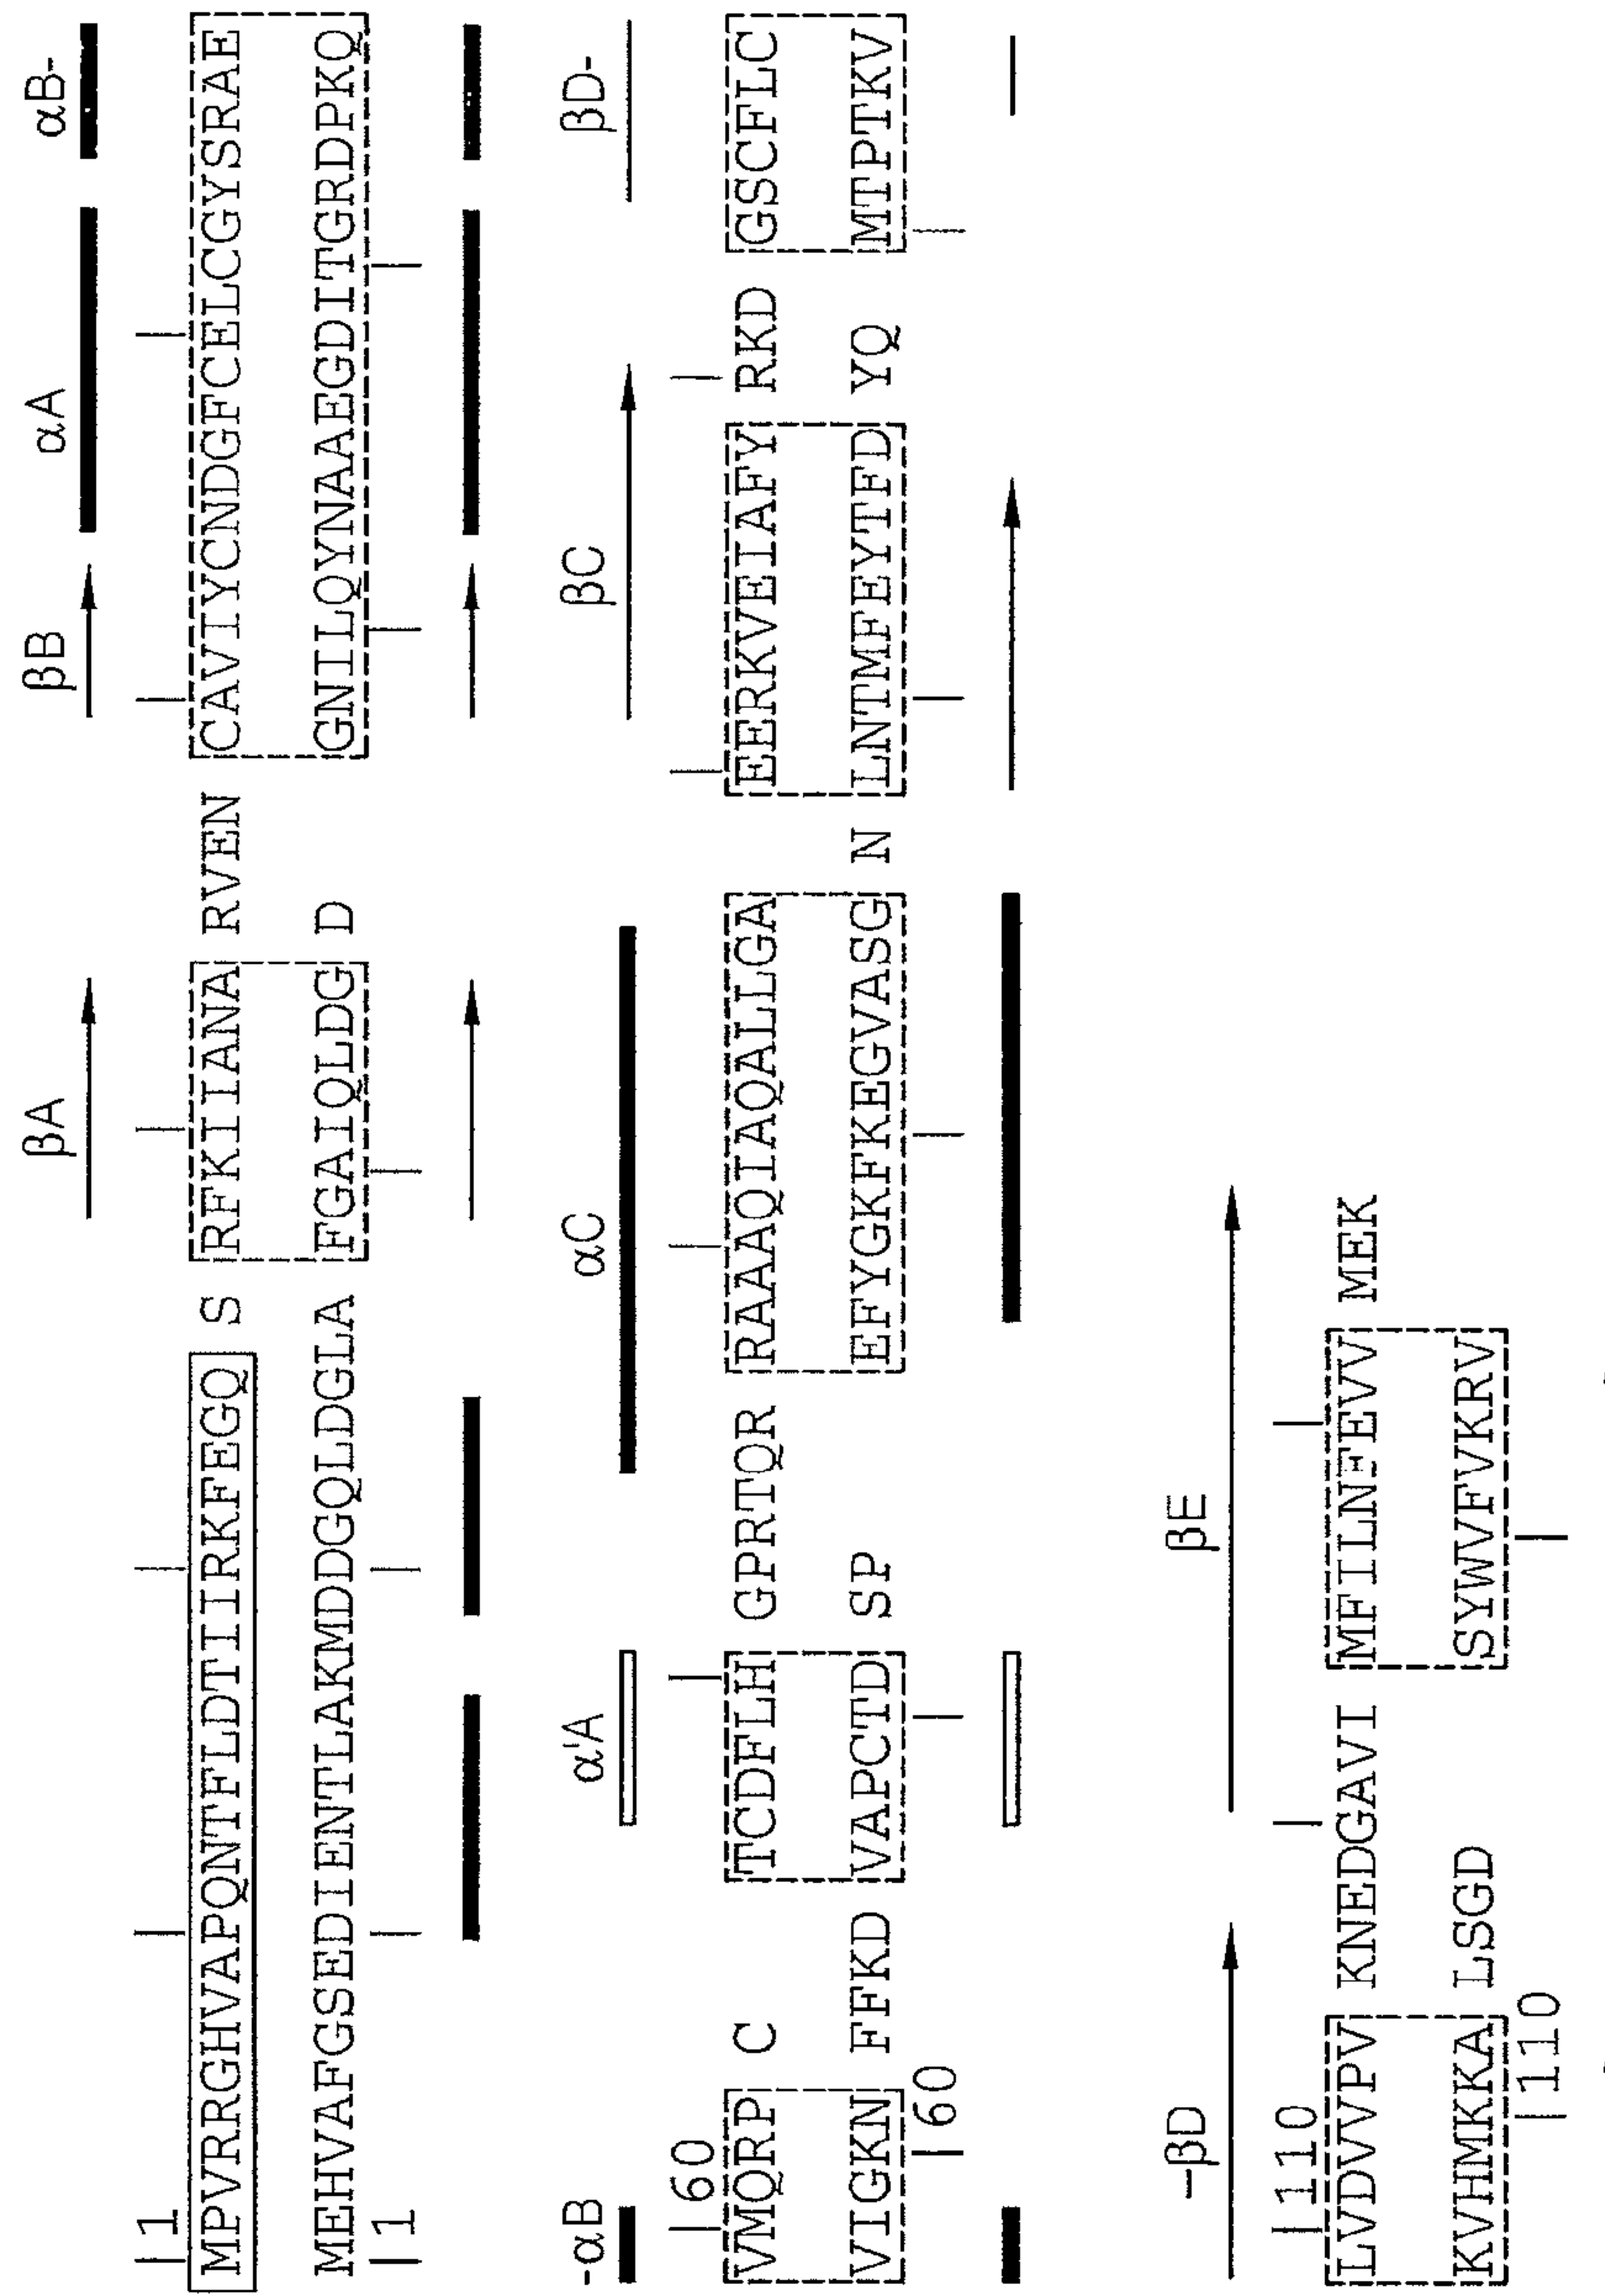 βA βB αA αB-
1
MPVRRGHVAPQNTFLDTIIRKFEGQ S RFKIIANA RVEN CAVIYCNDGFCELCGYSRAE
MEHVAFGSEDIENTLAKMDDGQLDGLA FGAIQLDG D GNILQYNAAEGDITGRDPKQ
1
-αB α'A αC βC βD-
60
VMQRP C TCDFLH GPRTQR RAAAQIAQALLGA EERKVEIAFY RKD GSCFLC
VIGKN FFKD VAPCTD SP EFYGKFKEGVASG N LNTMFEYTFD YQ MTPTKV
60
-βD βE
110
LVDVVPV KNEDGAVI MFILNFEVV MEK
KVHMKKA LSGD SYWVFVKRV
110